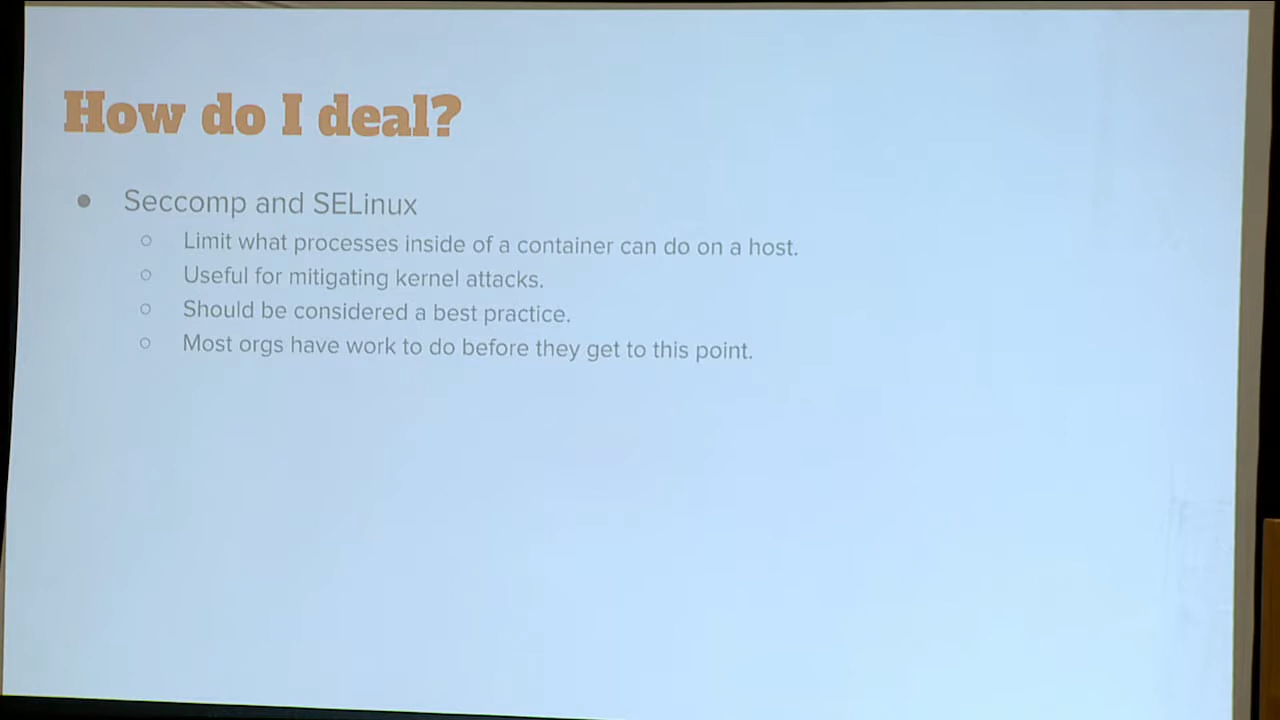 How do I deal?
Seccomp and SELinux
Limit what processes inside of a container can do on a host.
Useful for mitigating kernel attacks.
Should be considered a best practice.
Most orgs have work to do before they get to this point.